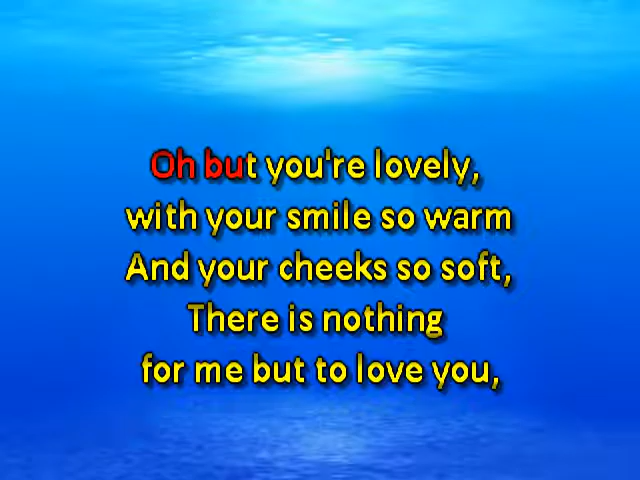 Oh but you're lovely,
with your smile so warm
And your cheeks so soft,
There is nothing
for me but to love you,